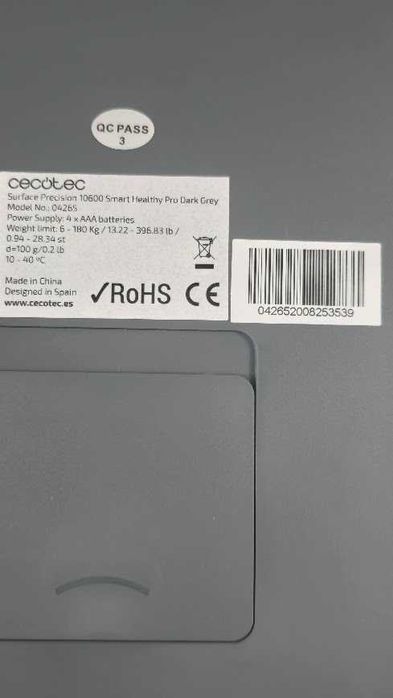 QC PASS
3
cecotec
Surface Precision 10600 Smart Healthy Pro Dark Grey
Model No.: 04265
Power Supply: 4 x AAA batteries
Weight limit: 6 - 180 Kg / 13.22 - 396.83 lb /
0.94 - 28.34 st
d=100 g/0.2 lb
10 - 40 ºC
Made in China
Designed in Spain
www.cecotec.es
✓RoHS CE
042652008253539